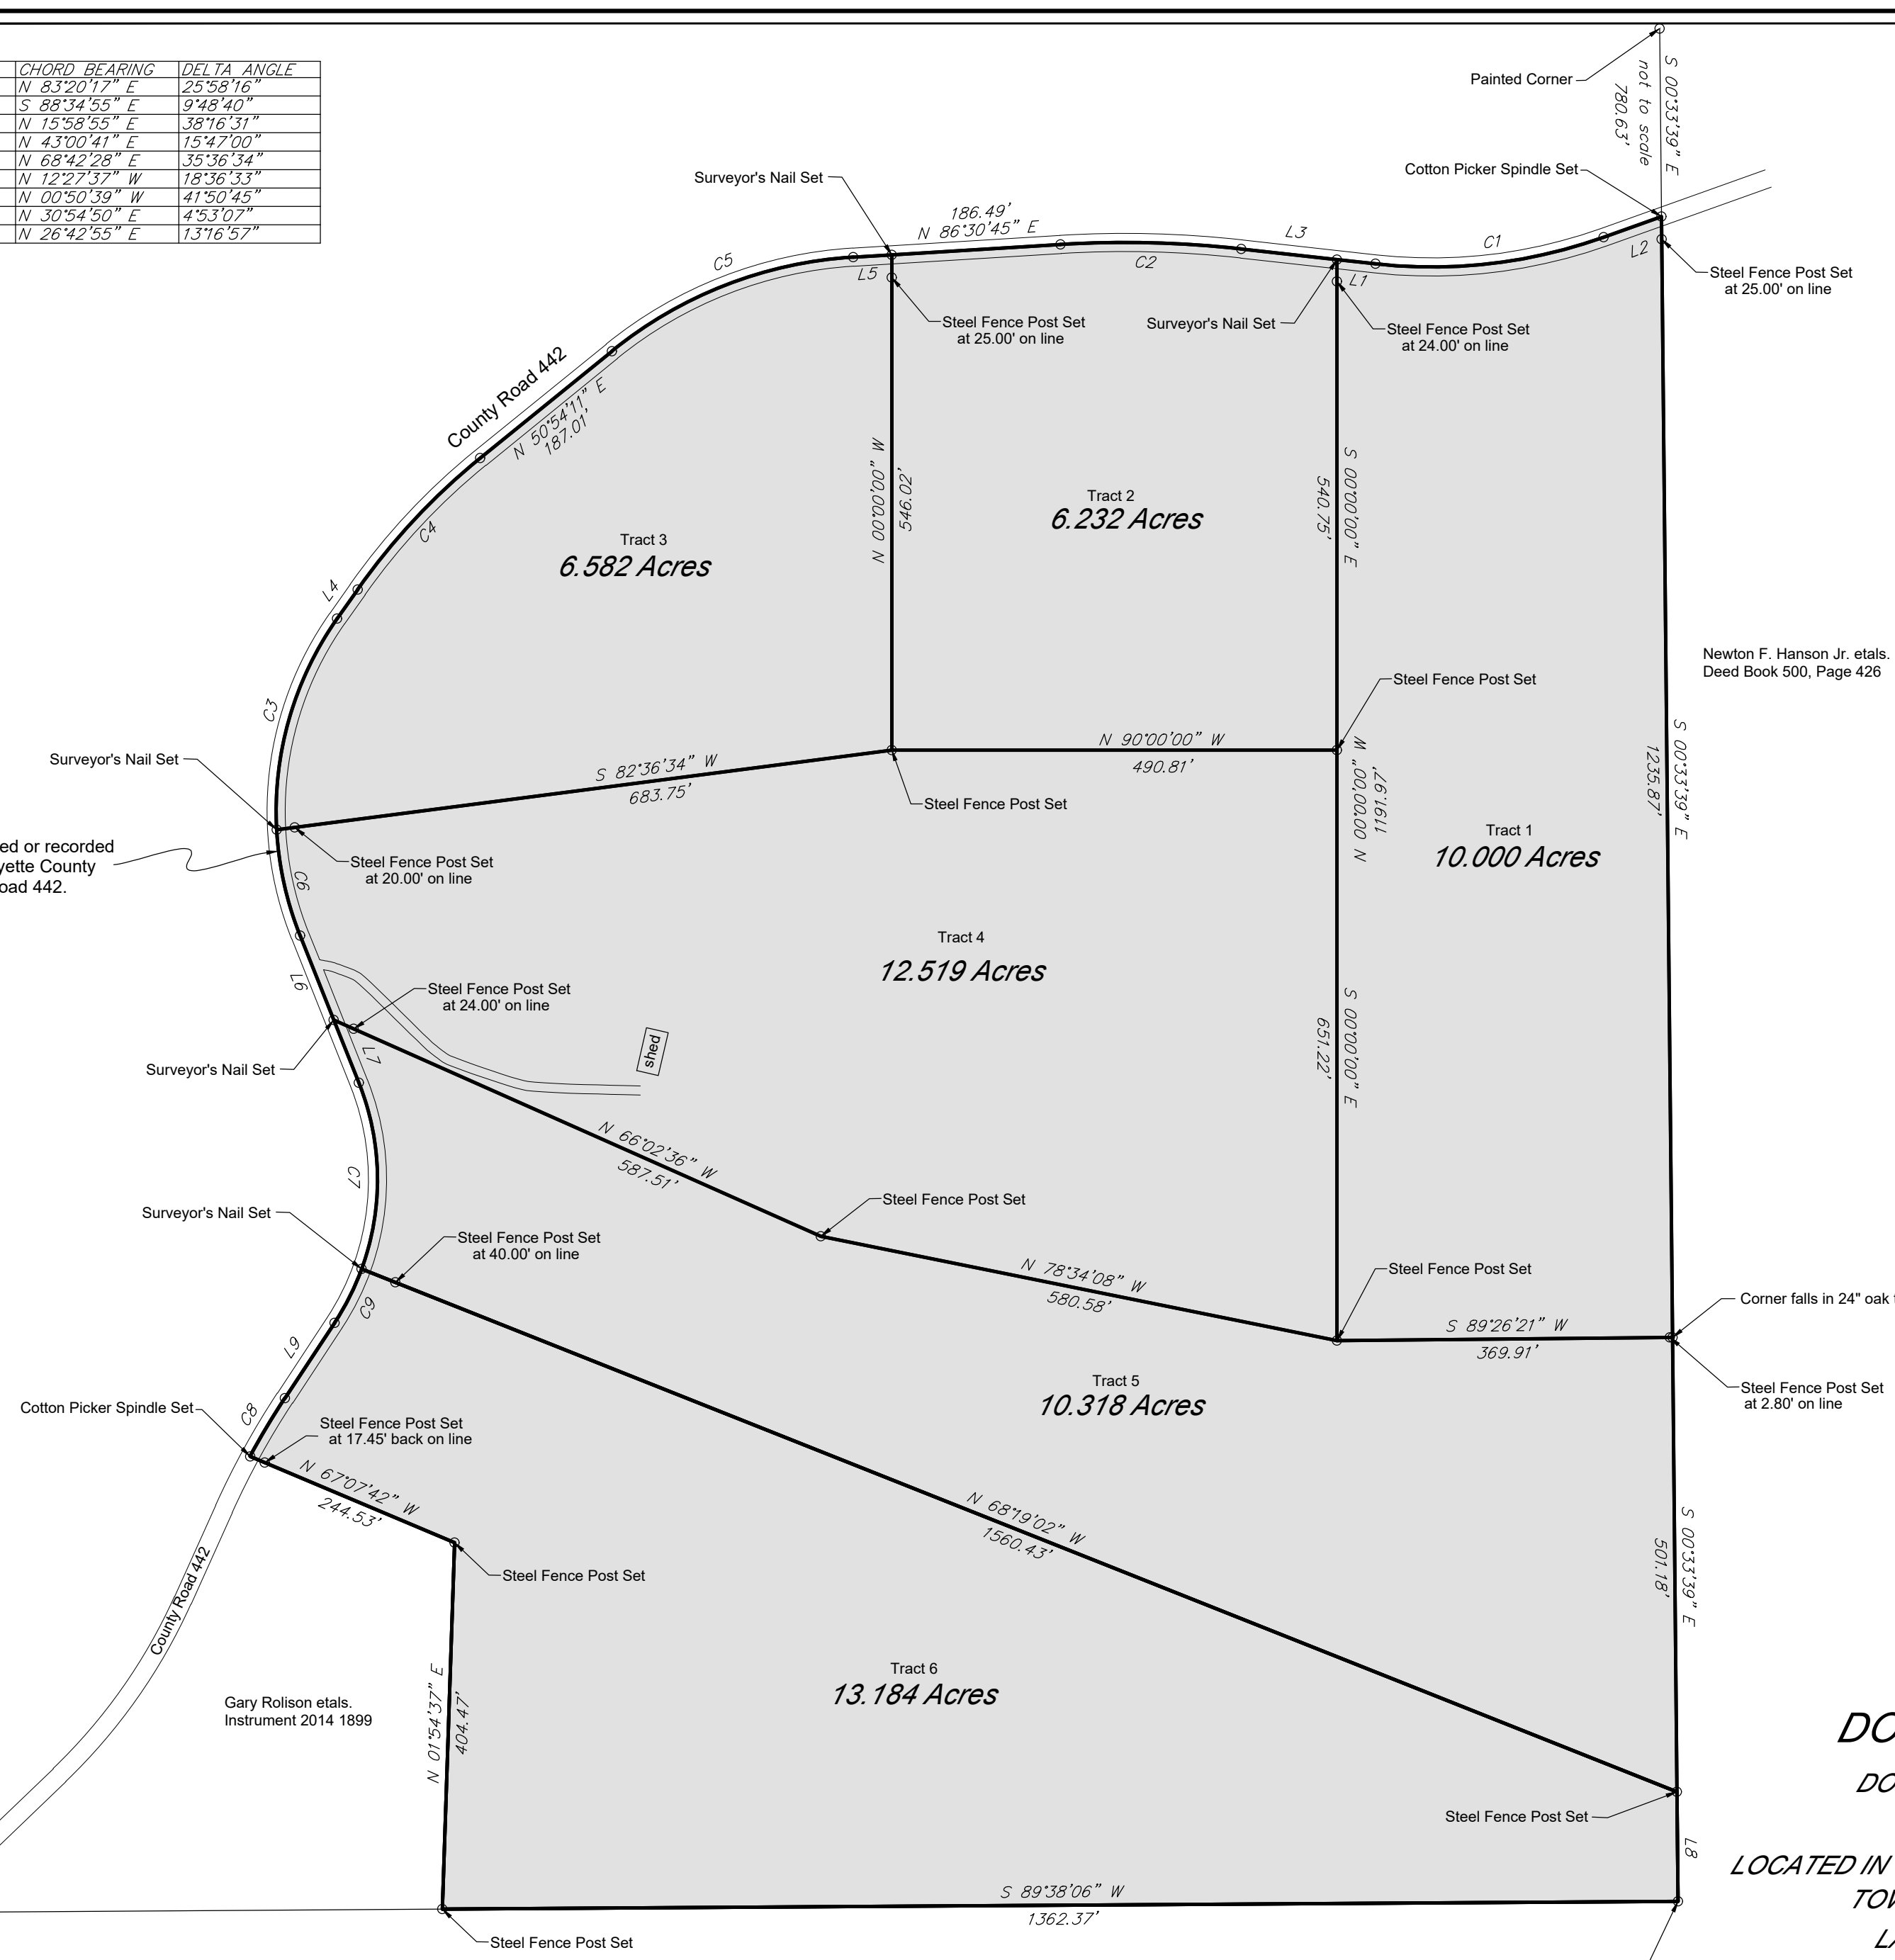 CHORD BEARING DELTA ANGLE
N 83°20'17" E 25°58'16"
S 88°34'55" E 9°48'40"
N 15°58'55" E 38°16'31"
N 43°00'41" E 15°47'00"
N 68°42'28" E 35°36'34"
N 12°27'37" W 18°36'33"
N 00°50'39" W 41°50'45"
N 30°54'50" E 4°53'07"
N 26°42'55" E 13°16'57"
Painted Corner
S 00°33'39" E
not to scale
780.63'
Cotton Picker Spindle Set
Surveyor's Nail Set
186.49'
N 86°30'45" E
L3
C1
L2
C5
L5
C2
L1
Steel Fence Post Set
at 25.00' on line
Steel Fence Post Set
at 25.00' on line
Surveyor's Nail Set
Steel Fence Post Set
at 24.00' on line
County Road 442
N 50°54'11" E
187.01'
N 00°00'00" W
546.02'
S 00°00'00" E
540.75'
Tract 2
6.232 Acres
Tract 3
6.582 Acres
C4
L4
C3
Newton F. Hanson Jr. etals.
Deed Book 500, Page 426
Steel Fence Post Set
S 00°33'39" E
1235.87'
Surveyor's Nail Set
S 82°36'34" W
683.75'
N 90°00'00" W
490.81'
N 00°00'00" W
1191.97'
Steel Fence Post Set
Tract 1
10.000 Acres
ed or recorded
yette County
oad 442.
Steel Fence Post Set
at 20.00' on line
C6
Tract 4
12.519 Acres
L6
Steel Fence Post Set
at 24.00' on line
S 00°00'00" E
651.22'
shed
L7
Surveyor's Nail Set
N 66°02'36" W
587.51'
C7
Steel Fence Post Set
Surveyor's Nail Set
Steel Fence Post Set
at 40.00' on line
N 78°34'08" W
580.58'
Steel Fence Post Set
Corner falls in 24" oak
C9
L9
S 89°26'21" W
369.91'
Tract 5
10.318 Acres
Steel Fence Post Set
at 2.80' on line
Cotton Picker Spindle Set
C8
Steel Fence Post Set
at 17.45' back on line
N 67°07'42" W
244.53'
N 68°19'02" W
1560.43'
S 00°33'39" E
501.18'
Steel Fence Post Set
County Road 442
Tract 6
13.184 Acres
Gary Rolison etals.
Instrument 2014 1899
N 01°54'37" E
404.47'
DO
DO
Steel Fence Post Set
L8
LOCATED IN
TOW
LA
S 89°38'06" W
1362.37'
Steel Fence Post Set